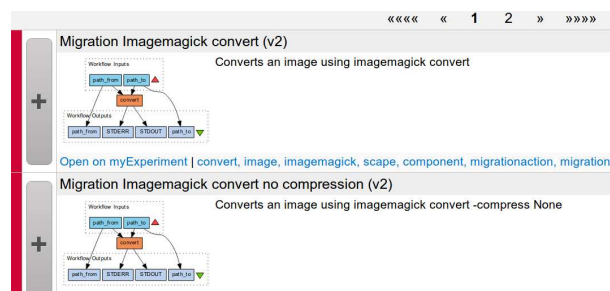 «««« « 1 2 » »»»»
Migration Imagemagick convert (v2)
Converts an image using imagemagick convert
Workflow Inputs
path_from path_to
convert
Workflow Outputs
path_from STDERR STDOUT path_to
Open on myExperiment | convert, image, imagemagick, scape, component, migrationaction, migration
Migration Imagemagick convert no compression (v2)
Converts an image using imagemagick convert -compress None
Workflow Inputs
path_from path_to
convert
Workflow Outputs
path_from STDERR STDOUT path_to